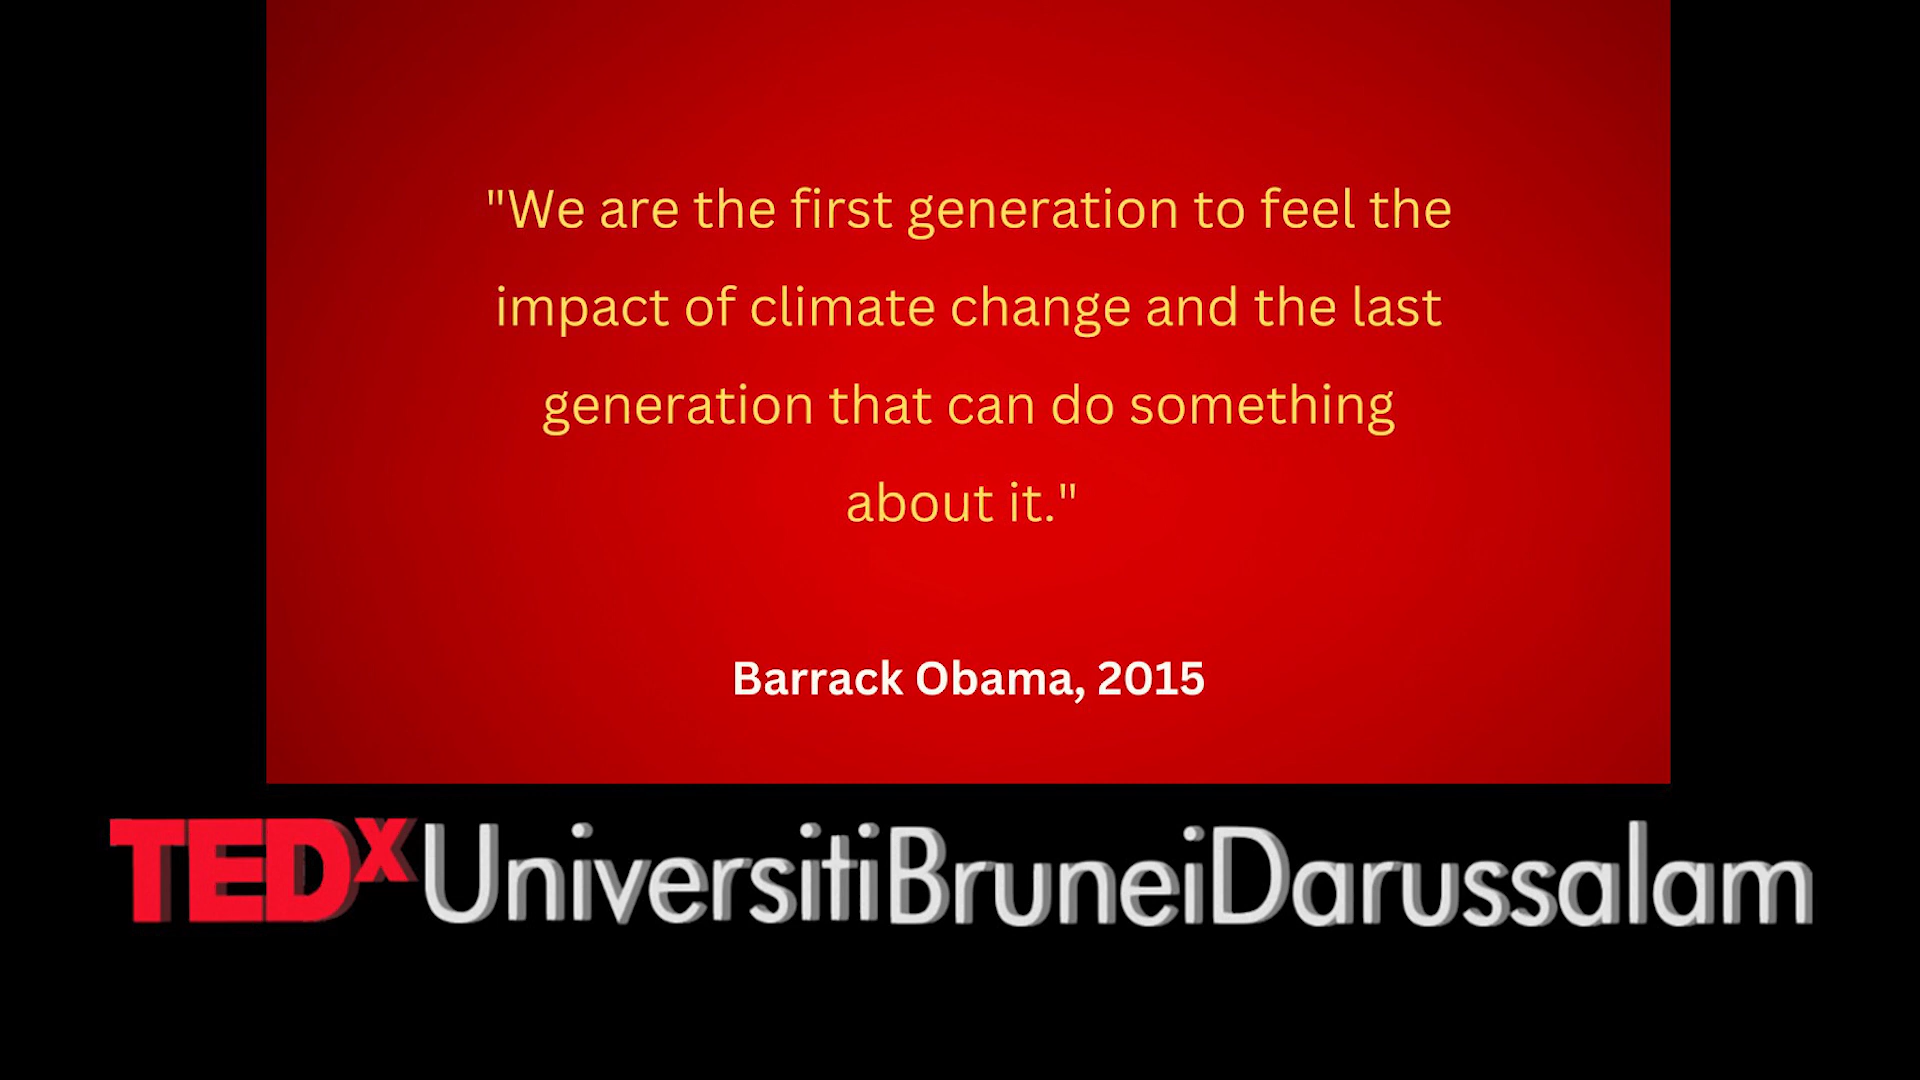 "We are the first generation to feel the
impact of climate change and the last
generation that can do something
about it."
Barrack Obama, 2015
TEDxUniversitiBruneiDarussalam